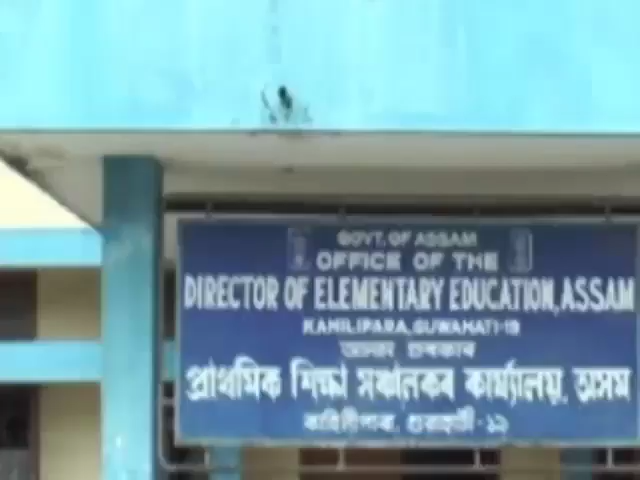 GOVT. OF ASSAM
OFFICE OF THE
DIRECTOR OF ELEMENTARY EDUCATION, ASSAM
KAHILIPARA, GUWAHATI-19
অসম চৰকাৰ
প্ৰাথমিক শিক্ষা সঞ্চালকৰ কাৰ্য্যালয়, অসম
কাহিলীপাৰা, গুৱাহাটী-১৯